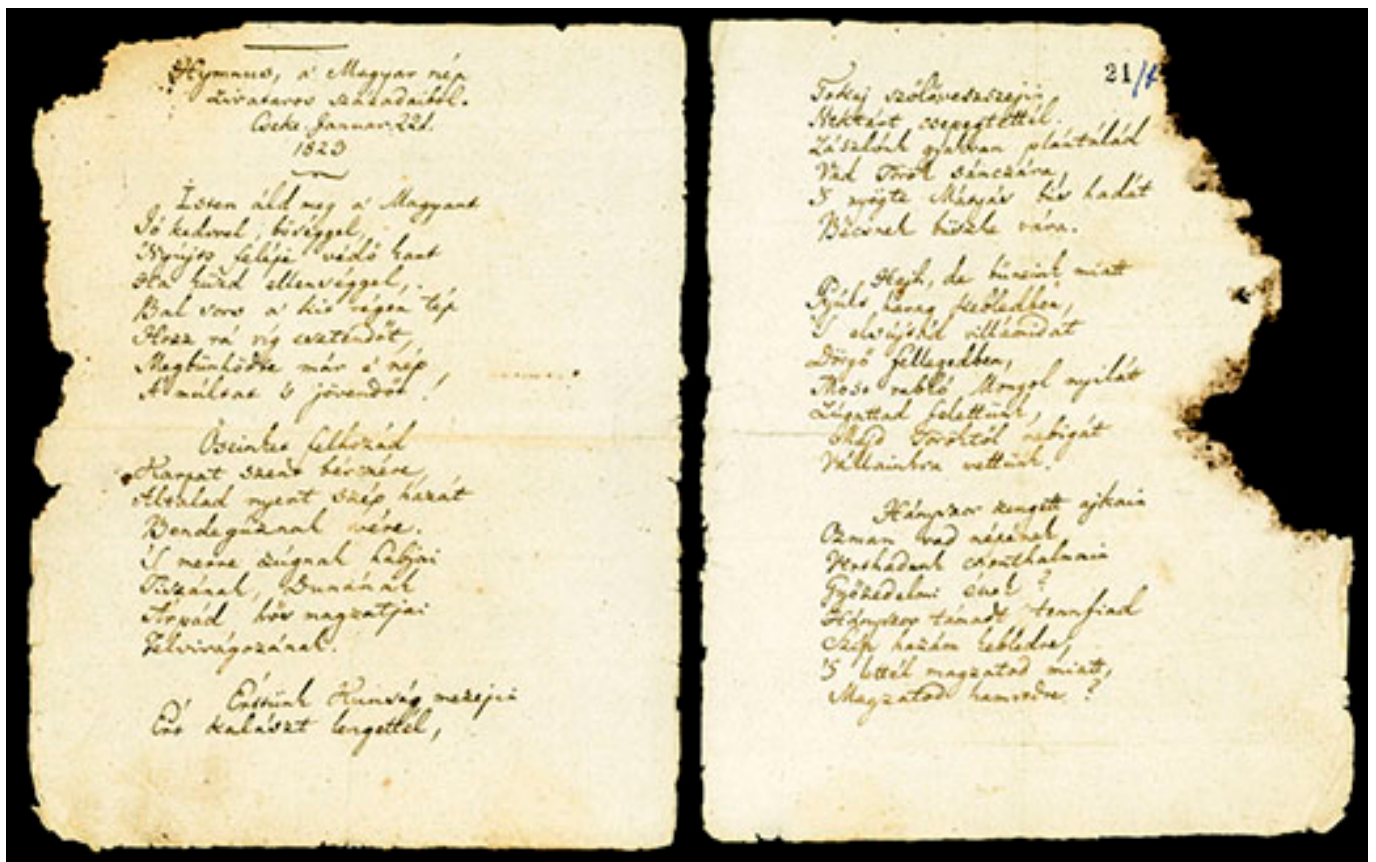 Hymnus, a' Magyar nép
zivataros századaiból.
Cseke Januar. 22d.
1823
Isten áld meg a' Magyart
Jó kedvvel, bőséggel,
Nyújts feléje védő kart
Ha küzd ellenséggel,
Bal sors a' kit régen tép
Hozz rá víg esztendőt,
Megbünhödte már e' nép
A' múltat 's jövendőt!
Őseinket felhozád
Kárpát szent bérczére,
Általad nyert szép hazát
Bendegúznak vére.
'S merre zúgnak habjai
Tiszának, Dunának
Árpád hős magzatjai
Felvirágozának.
Értünk Kunság mezejin
Ért kalászt lengettél,
21/1
Tokaj szőlővesszejin
Nektárt csepegtettél.
Zászlónk gyakran plántálád
Vad Török sánczára,
'S nyögte Mátyás bús hadát
Bécsnek büszke vára.
Hejh, de bűneink miatt
Gyúlt harag kebledben,
'S elsújtád villámidat
Dörgő fellegedben,
Most rabló Mongol nyilát
Zúgattad felettünk,
Majd Töröktől rabigát
Vállainkra vettünk.
Hányszor zengett ajkain
Ozman vad népének
Vert hadunk csonthalmain
Győzedelmi ének?
Hányszor támadt tennfiad
Szép hazám kebledre,
'S lettél magzatod miatt,
Magzatod hamvedre?